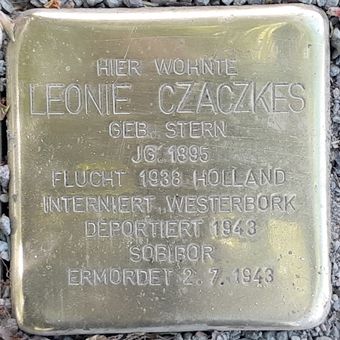 HIER WOHNTE
LEONIE CZACZKES
GEB. STERN
JG. 1895
FLUCHT 1938 HOLLAND
INTERNIERT WESTERBORK
DEPORTIERT 1943
SOBIBOR
ERMORDET 2.7.1943